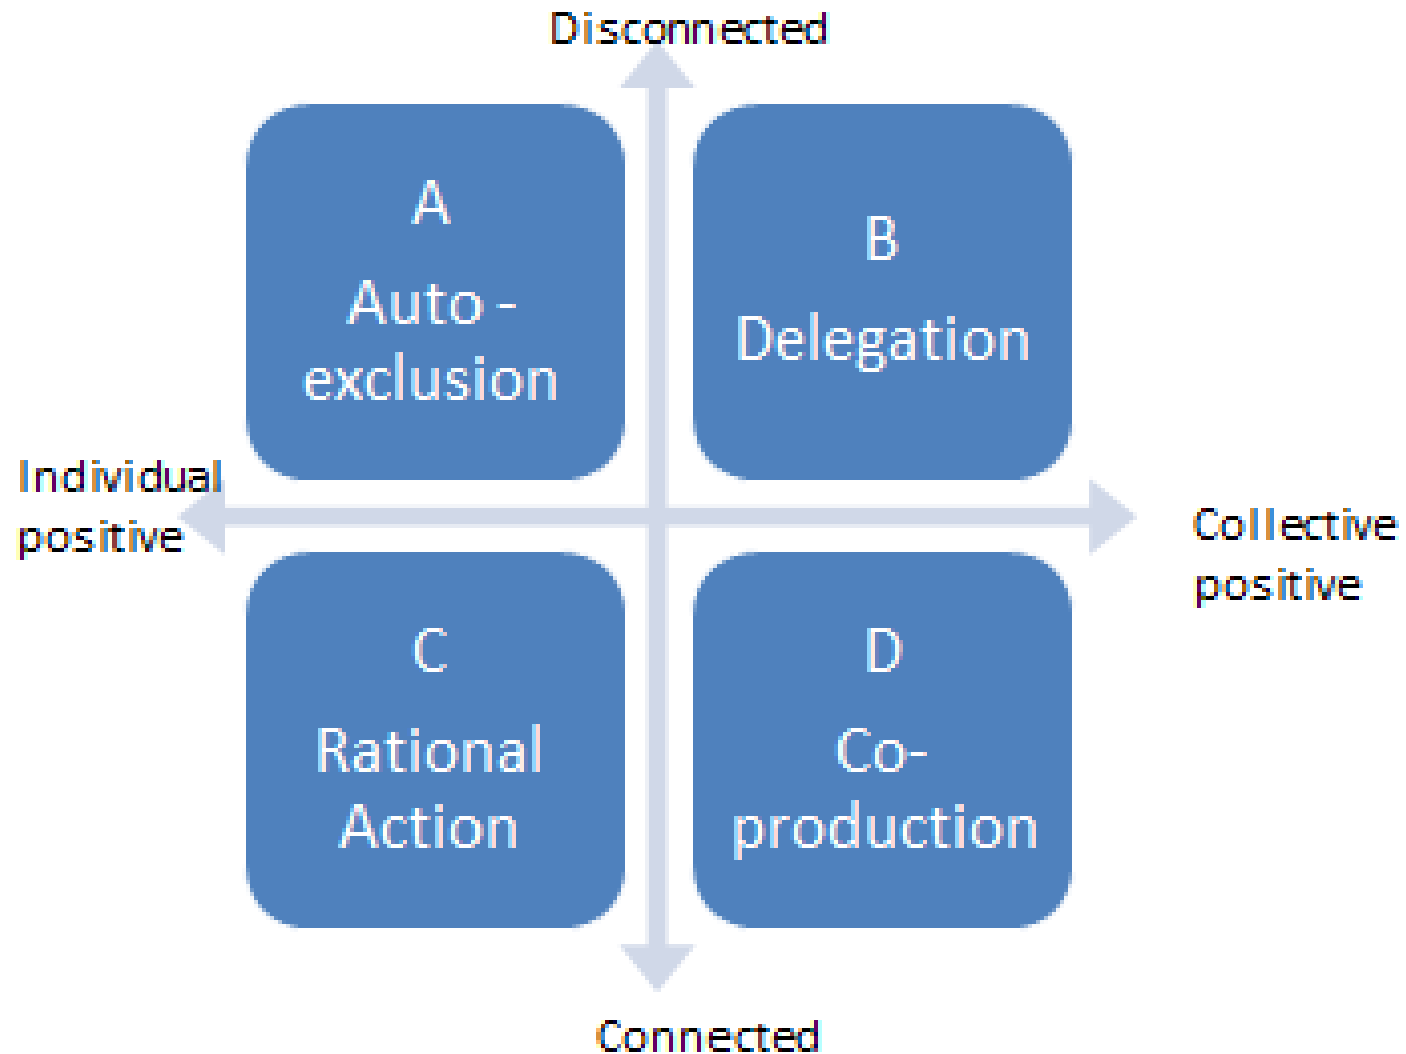 Disconnected
A
Auto -
exclusion
B
Delegation
Individual
positive
Collective
positive
C
Rational
Action
D
Co-
production
Connected